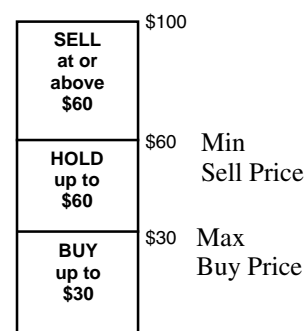 $100
SELL
at or
above
$60
$60 Min
Sell Price
HOLD
up to
$60
$30 Max
Buy Price
BUY
up to
$30